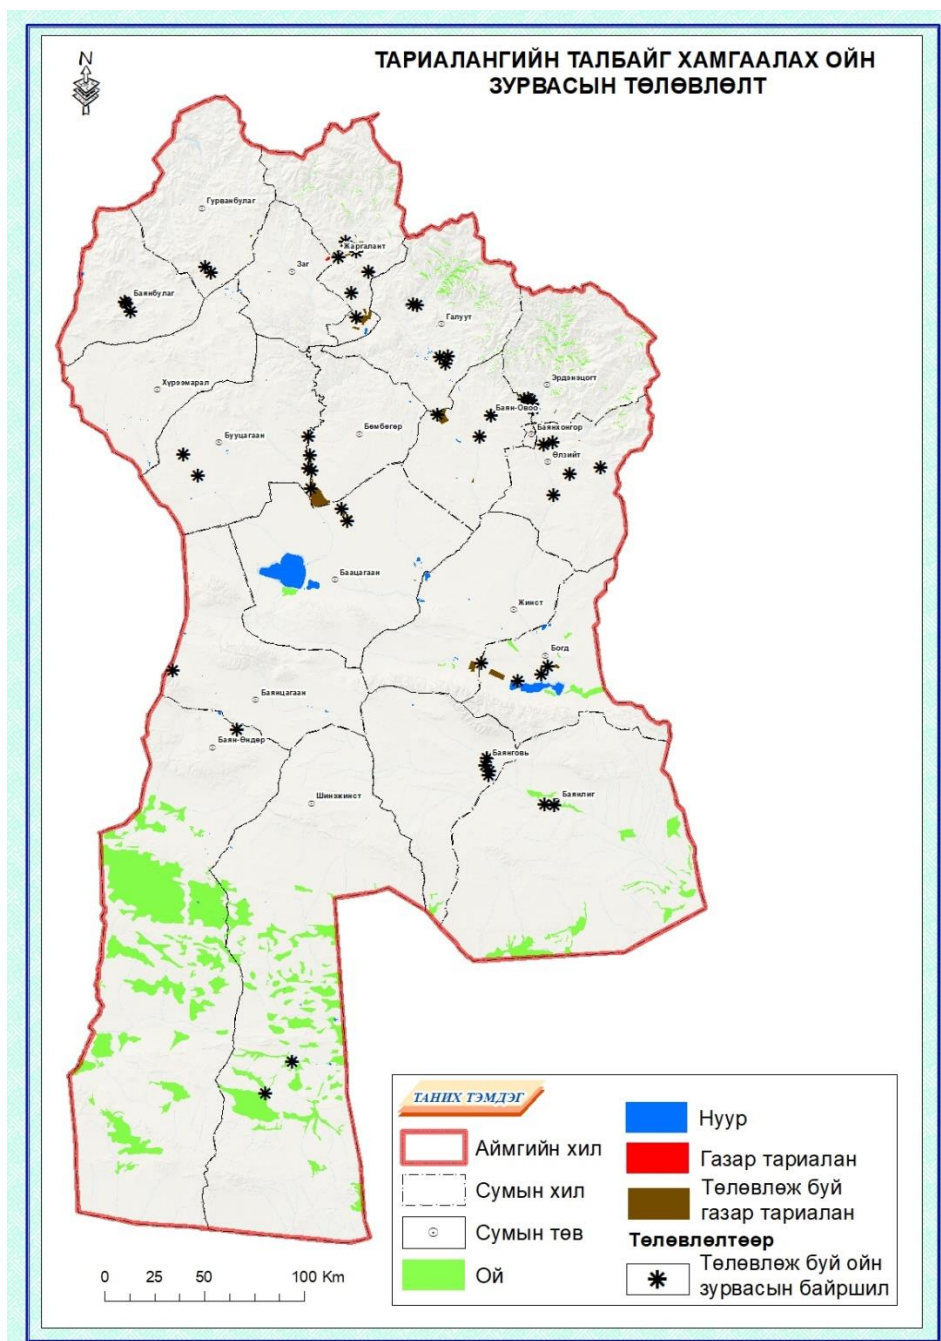 N
ТАРИАЛАНГИЙН ТАЛБАЙГ ХАМГААЛАХ ОЙН
ЗУРВАСЫН ТӨЛӨВЛӨЛТ
Гурванбулаг
Жаргалант
Заг
Баянбулаг
Галуут
Эрдэнэцогт
Хүрээмарал
Баян-Овоо
Баянхонгор
Бөмбөгөр
Бууцагаан
Өлзийт
Баацагаан
Жинст
Богд
Баянцагаан
Баян-Өндөр
Баянговь
Баянлиг
Шинэжинст
ТАНИХ ТЭМДЭГ
Аймгийн хил
Сумын хил
Сумын төв
Ой
Нуур
Газар тариалан
Төлөвлөж буй
газар тариалан
Төлөвлөлтөөр
Төлөвлөж буй ойн
зурвасын байршил
0 25 50 100 Km